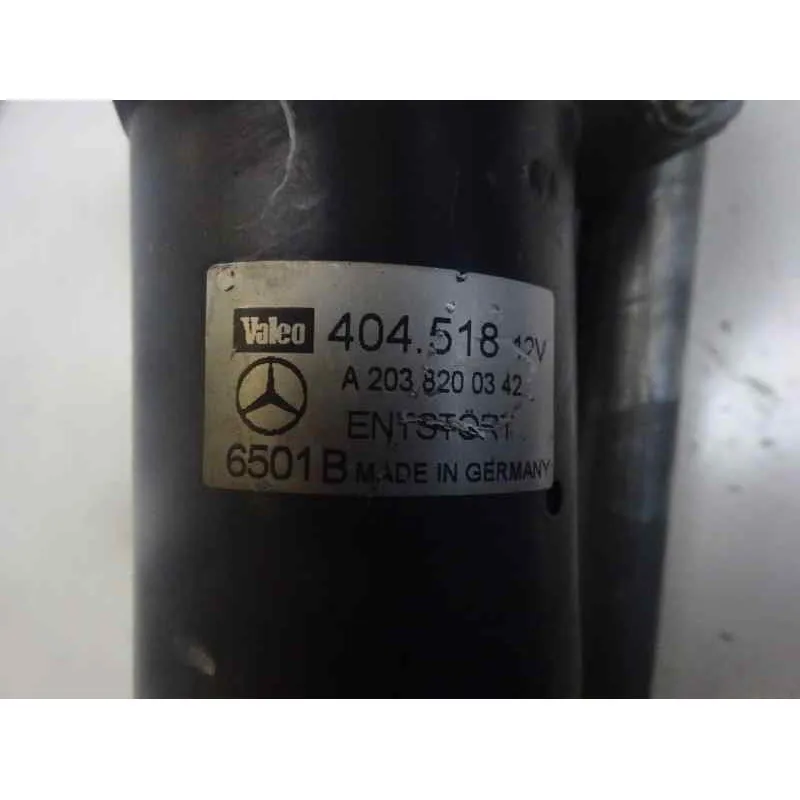 Valeo 404.518 12V
A 203 820 03 42
ENTSTÖRT
6501 B MADE IN GERMANY